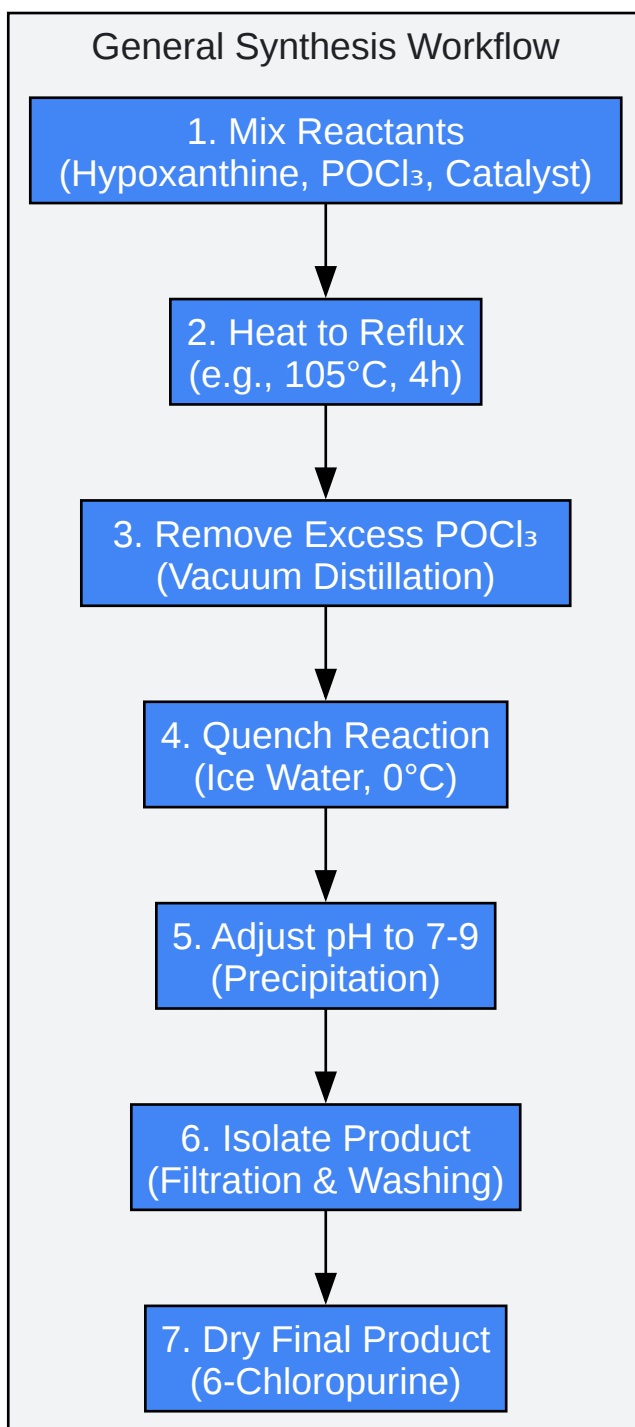 General Synthesis Workflow
1. Mix Reactants
(Hypoxanthine, POCl₃, Catalyst)
2. Heat to Reflux
(e.g., 105°C, 4h)
3. Remove Excess POCl₃
(Vacuum Distillation)
4. Quench Reaction
(Ice Water, 0°C)
5. Adjust pH to 7-9
(Precipitation)
6. Isolate Product
(Filtration & Washing)
7. Dry Final Product
(6-Chloropurine)